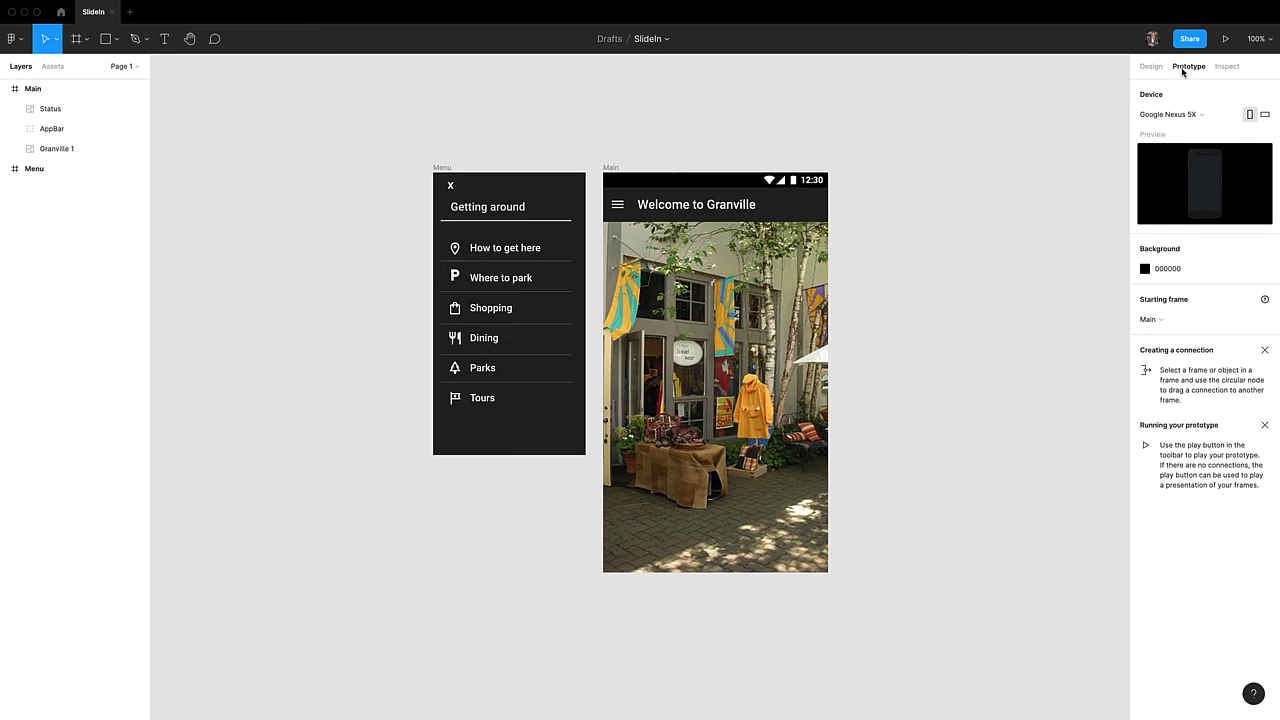 SlideIn
Drafts / SlideIn
Share
100%
Layers
Assets
Page 1
Main
Status
AppBar
Granville 1
Menu
Menu
X
Getting around
How to get here
P
Where to park
Shopping
Dining
Parks
Tours
Main
12:30
Welcome to Granville
Travel
Design
Prototype
Inspect
Device
Google Nexus 5X
Preview
Background
000000
Starting frame
Main
Creating a connection
Select a frame or object in a
frame and use the circular node
to drag a connection to another
frame.
Running your prototype
Use the play button in the
toolbar to play your prototype.
If there are no connections, the
play button can be used to play
a presentation of your frames.
?